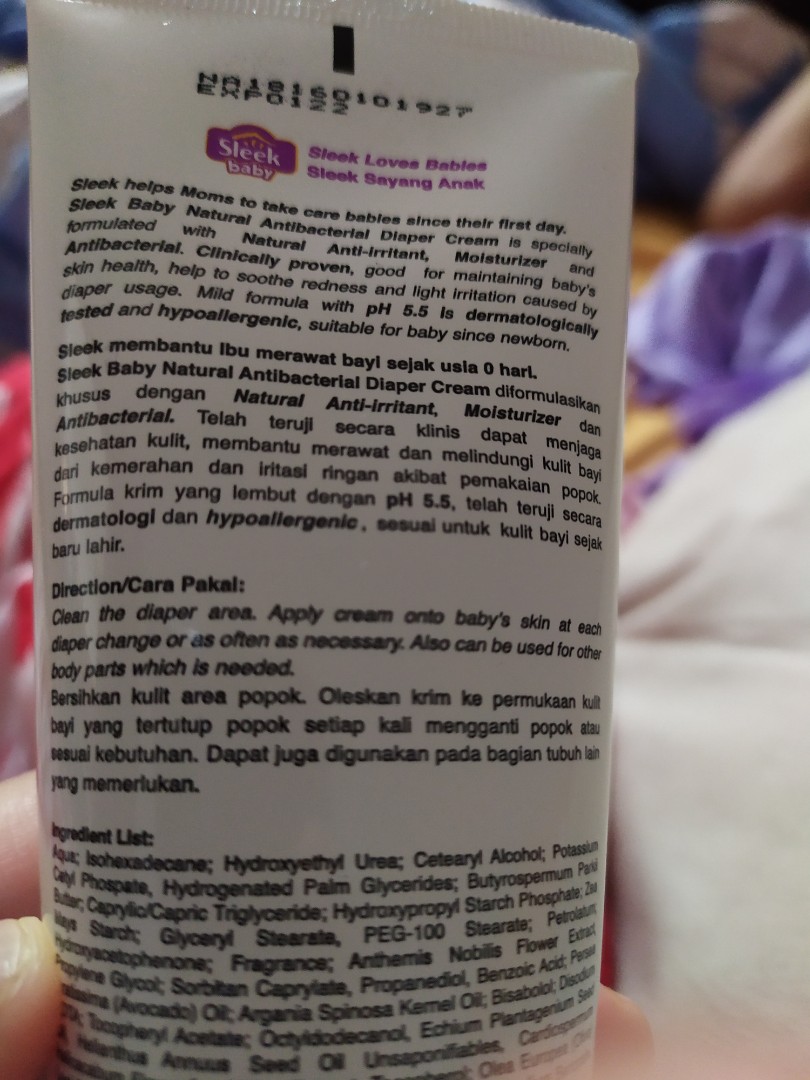 NA18160101927
EXP0122
Sleek
baby
Sleek Loves Babies
Sleek Sayang Anak
Sleek helps Moms to take care babies since their first day.
Sleek Baby Natural Antibacterial Diaper Cream is specially
formulated with Natural Anti-irritant, Moisturizer and
Antibacterial. Clinically proven, good for maintaining baby's
skin health, help to soothe redness and light irritation caused by
diaper usage. Mild formula with pH 5.5 is dermatologically
tested and hypoallergenic, suitable for baby since newborn.
Sleek membantu Ibu merawat bayi sejak usia 0 hari.
Sleek Baby Natural Antibacterial Diaper Cream diformulasikan
khusus dengan Natural Anti-irritant, Moisturizer dan
Antibacterial. Telah teruji secara klinis dapat menjaga
kesehatan kulit, membantu merawat dan melindungi kulit bayi
dari kemerahan dan iritasi ringan akibat pemakaian popok.
Formula krim yang lembut dengan pH 5.5, telah teruji secara
dermatologi dan hypoallergenic, sesuai untuk kulit bayi sejak
baru lahir.
Direction/Cara Pakai:
Clean the diaper area. Apply cream onto baby's skin at each
diaper change or as often as necessary. Also can be used for other
body parts which is needed.
Bersihkan kulit area popok. Oleskan krim ke permukaan kulit
bayi yang tertutup popok setiap kali mengganti popok atau
sesuai kebutuhan. Dapat juga digunakan pada bagian tubuh lain
yang memerlukan.
Ingredient List:
Aqua; Isohexadecane; Hydroxyethyl Urea; Cetearyl Alcohol; Potassium
Cetyl Phospate, Hydrogenated Palm Glycerides; Butyrospermum Parkii
Butter; Caprylic/Capric Triglyceride; Hydroxypropyl Starch Phosphate; Zea
Mays Starch; Glyceryl Stearate, PEG-100 Stearate; Petrolatum;
Hydroxyacetophenone; Fragrance; Anthemis Nobilis Flower Extract,
Propylene Glycol; Sorbitan Caprylate, Propanediol, Benzoic Acid; Persea
(Avocado) Oil; Argania Spinosa Kernel Oil; Bisabolol; Disodium
Tocopheryl Acetate; Octyldodecanol, Echium Plantagenium Seed
Helianthus Annuus Seed Oil Unsaponifiables,
Olea